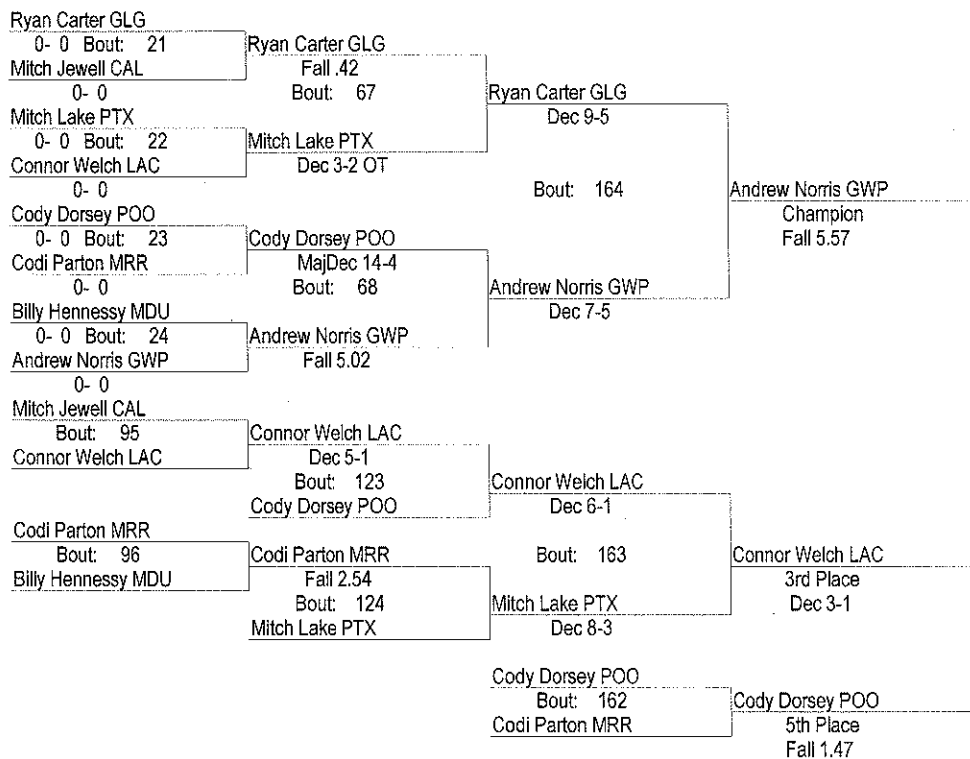 Ryan Carter GLG
0- 0 Bout: 21
Mitch Jewell CAL
0- 0
Mitch Lake PTX
0- 0 Bout: 22
Connor Welch LAC
0- 0
Cody Dorsey POO
0- 0 Bout: 23
Codi Parton MRR
0- 0
Billy Hennessy MDU
0- 0 Bout: 24
Andrew Norris GWP
0- 0
Ryan Carter GLG
Fall .42
Bout: 67
Mitch Lake PTX
Dec 3-2 OT
Cody Dorsey POO
MajDec 14-4
Bout: 68
Andrew Norris GWP
Fall 5.02
Ryan Carter GLG
Dec 9-5
Bout: 164
Andrew Norris GWP
Dec 7-5
Andrew Norris GWP
Champion
Fall 5.57
Mitch Jewell CAL
Bout: 95
Connor Welch LAC
Codi Parton MRR
Bout: 96
Billy Hennessy MDU
Connor Welch LAC
Dec 5-1
Bout: 123
Cody Dorsey POO
Codi Parton MRR
Fall 2.54
Bout: 124
Mitch Lake PTX
Connor Welch LAC
Dec 6-1
Bout: 163
Mitch Lake PTX
Dec 8-3
Connor Welch LAC
3rd Place
Dec 3-1
Cody Dorsey POO
Bout: 162
Codi Parton MRR
Cody Dorsey POO
5th Place
Fall 1.47